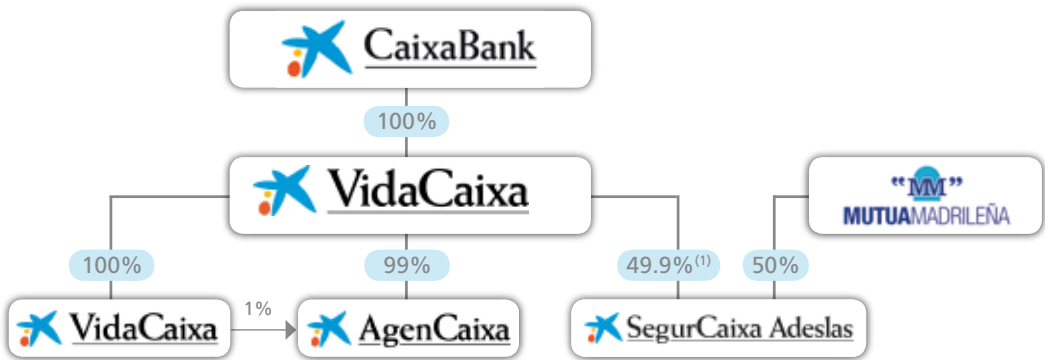 CaixaBank
100%
VidaCaixa
“MM”
MUTUAMADRILEÑA
100%
99%
49.9%(1)
50%
1%
VidaCaixa
AgenCaixa
SegurCaixa Adeslas